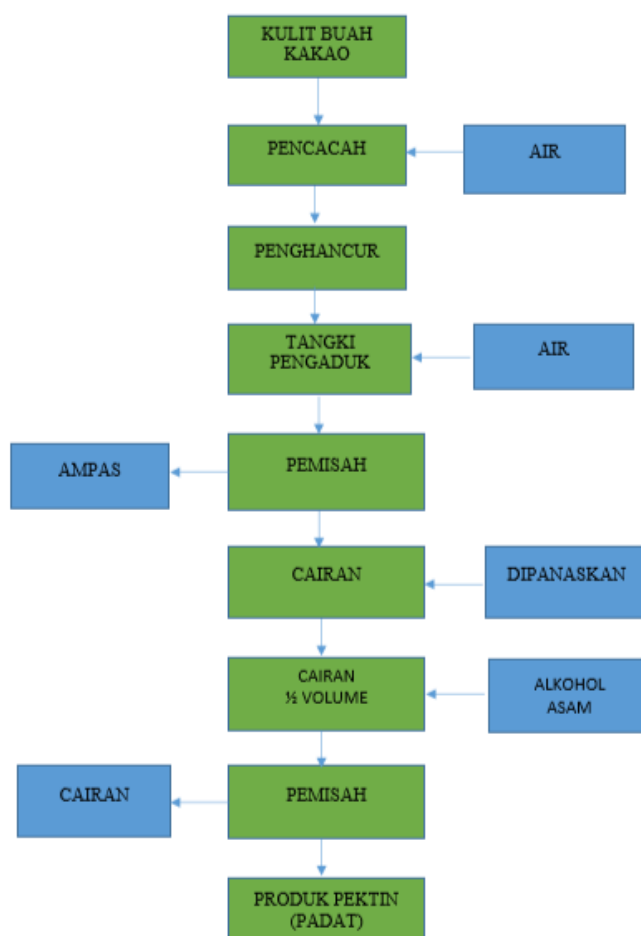 KULIT BUAH
KAKAO
PENCACAH
AIR
PENGHANCUR
TANGKI
PENGADUK
AIR
AMPAS
PEMISAH
CAIRAN
DIPANASKAN
CAIRAN
½ VOLUME
ALKOHOL
ASAM
CAIRAN
PEMISAH
PRODUK PEKTIN
(PADAT)